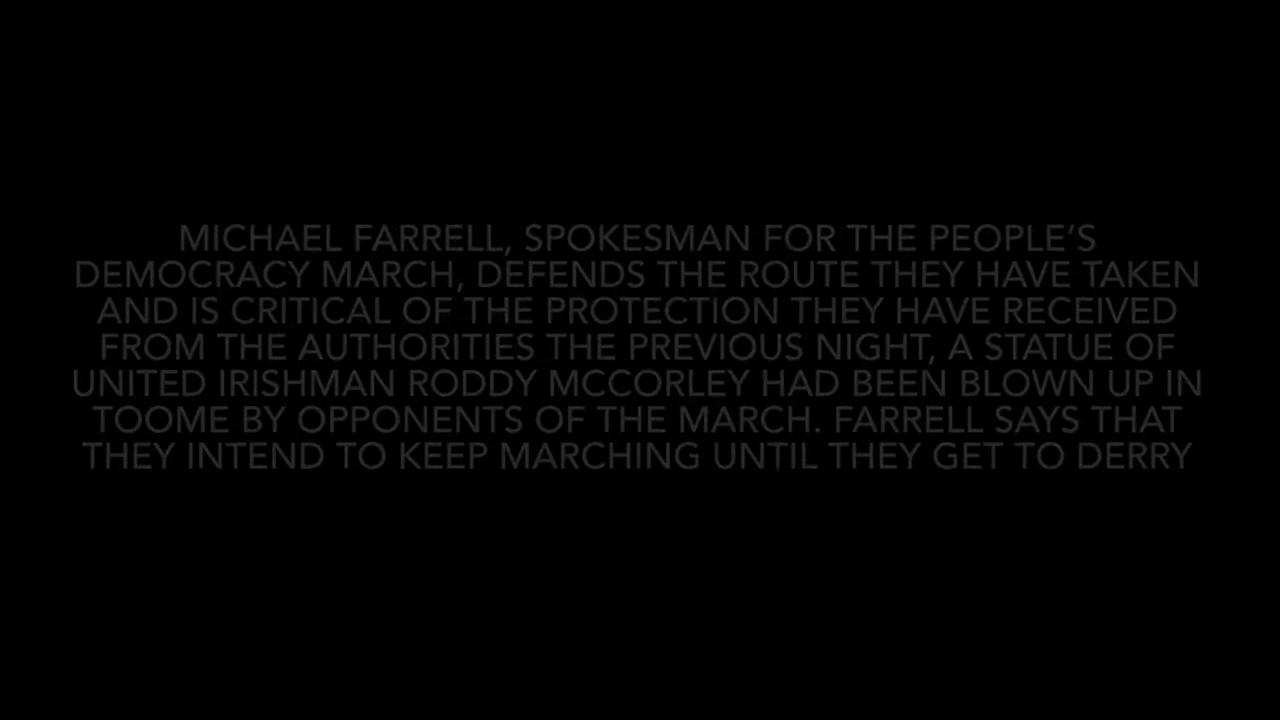 MICHAEL FARRELL, SPOKESMAN FOR THE PEOPLE’S
DEMOCRACY MARCH, DEFENDS THE ROUTE THEY HAVE TAKEN
AND IS CRITICAL OF THE PROTECTION THEY HAVE RECEIVED
FROM THE AUTHORITIES THE PREVIOUS NIGHT, A STATUE OF
UNITED IRISHMAN RODDY MCCORLEY HAD BEEN BLOWN UP IN
TOOME BY OPPONENTS OF THE MARCH. FARRELL SAYS THAT
THEY INTEND TO KEEP MARCHING UNTIL THEY GET TO DERRY